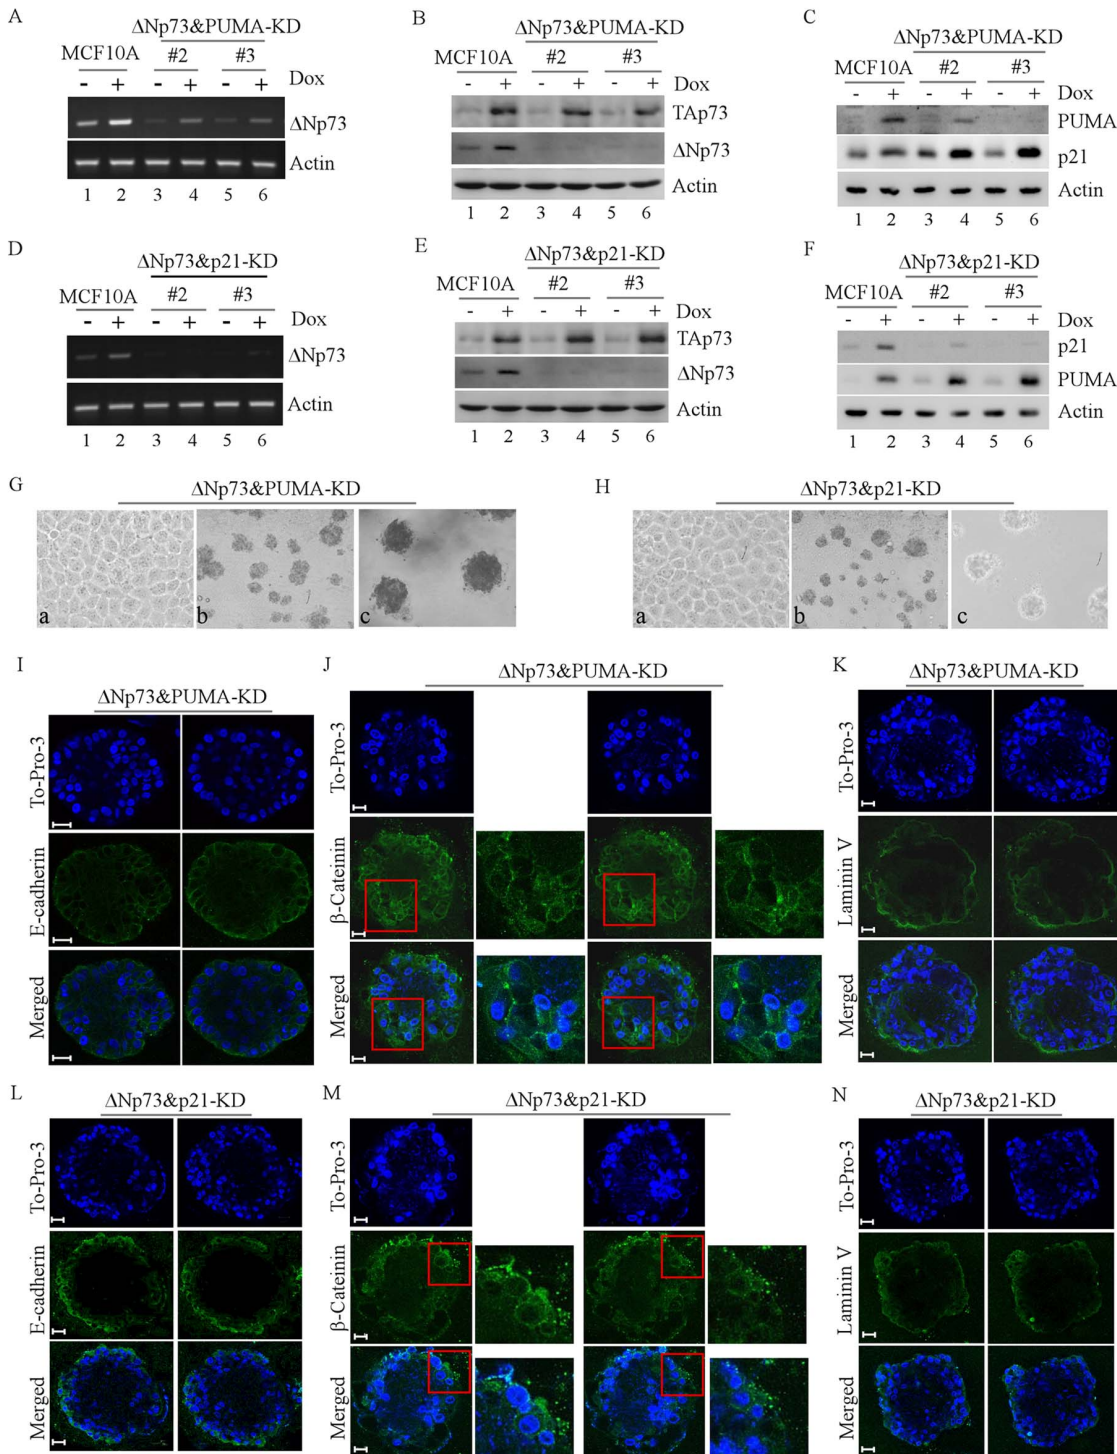 A
ΔNp73&PUMA-KD
MCF10A #2 #3
- + - + - + Dox
ΔNp73
Actin
1 2 3 4 5 6
B
ΔNp73&PUMA-KD
MCF10A #2 #3
- + - + - + Dox
TAp73
ΔNp73
Actin
1 2 3 4 5 6
C
ΔNp73&PUMA-KD
MCF10A #2 #3
- + - + - + Dox
PUMA
p21
Actin
1 2 3 4 5 6
D
ΔNp73&p21-KD
MCF10A #2 #3
- + - + - + Dox
ΔNp73
Actin
1 2 3 4 5 6
E
ΔNp73&p21-KD
MCF10A #2 #3
- + - + - + Dox
TAp73
ΔNp73
Actin
1 2 3 4 5 6
F
ΔNp73&p21-KD
MCF10A #2 #3
- + - + - + Dox
p21
PUMA
Actin
1 2 3 4 5 6
G
ΔNp73&PUMA-KD
a b c
H
ΔNp73&p21-KD
a b c
I
ΔNp73&PUMA-KD
To-Pro-3
E-cadherin
Merged
J
ΔNp73&PUMA-KD
To-Pro-3
β-Cateinin
Merged
K
ΔNp73&PUMA-KD
To-Pro-3
Laminin V
Merged
L
ΔNp73&p21-KD
To-Pro-3
E-cadherin
Merged
M
ΔNp73&p21-KD
To-Pro-3
β-Cateinin
Merged
N
ΔNp73&p21-KD
To-Pro-3
Laminin V
Merged